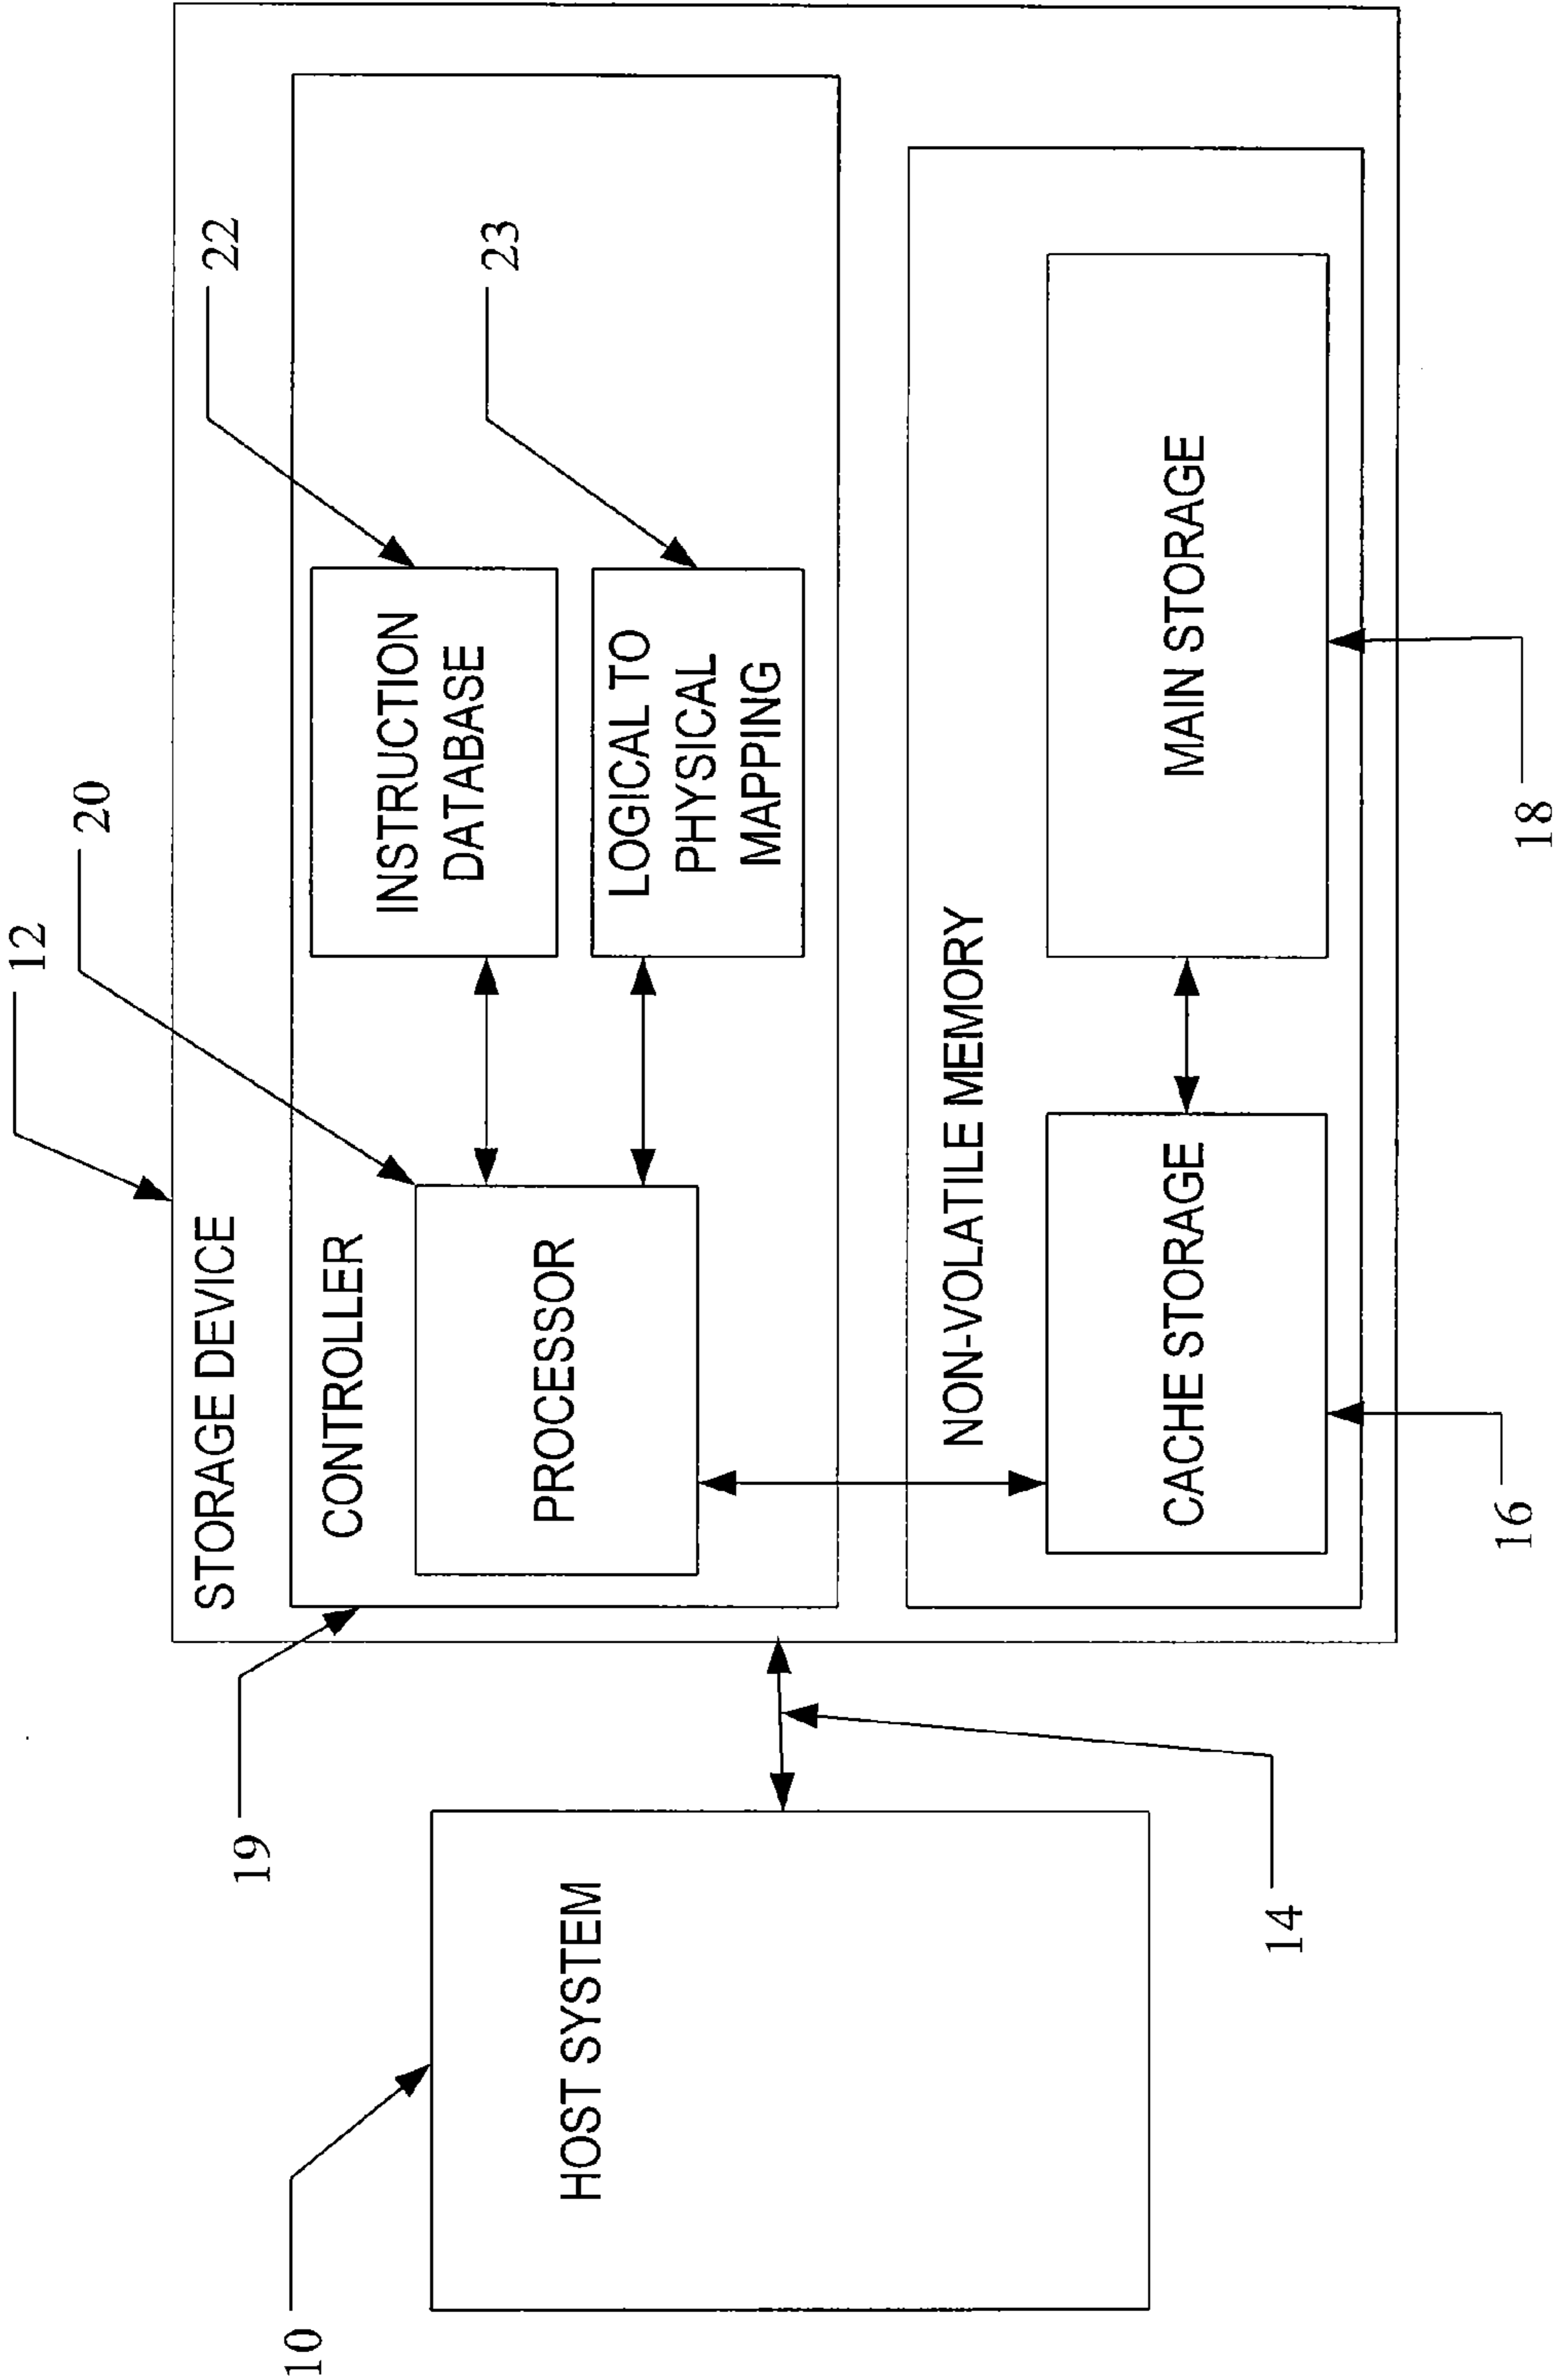 12
20
22
23
STORAGE DEVICE
19
CONTROLLER
INSTRUCTION
DATABASE
10
PROCESSOR
LOGICAL TO
PHYSICAL
MAPPING
HOST SYSTEM
NON-VOLATILE MEMORY
CACHE STORAGE
MAIN STORAGE
14
16
18